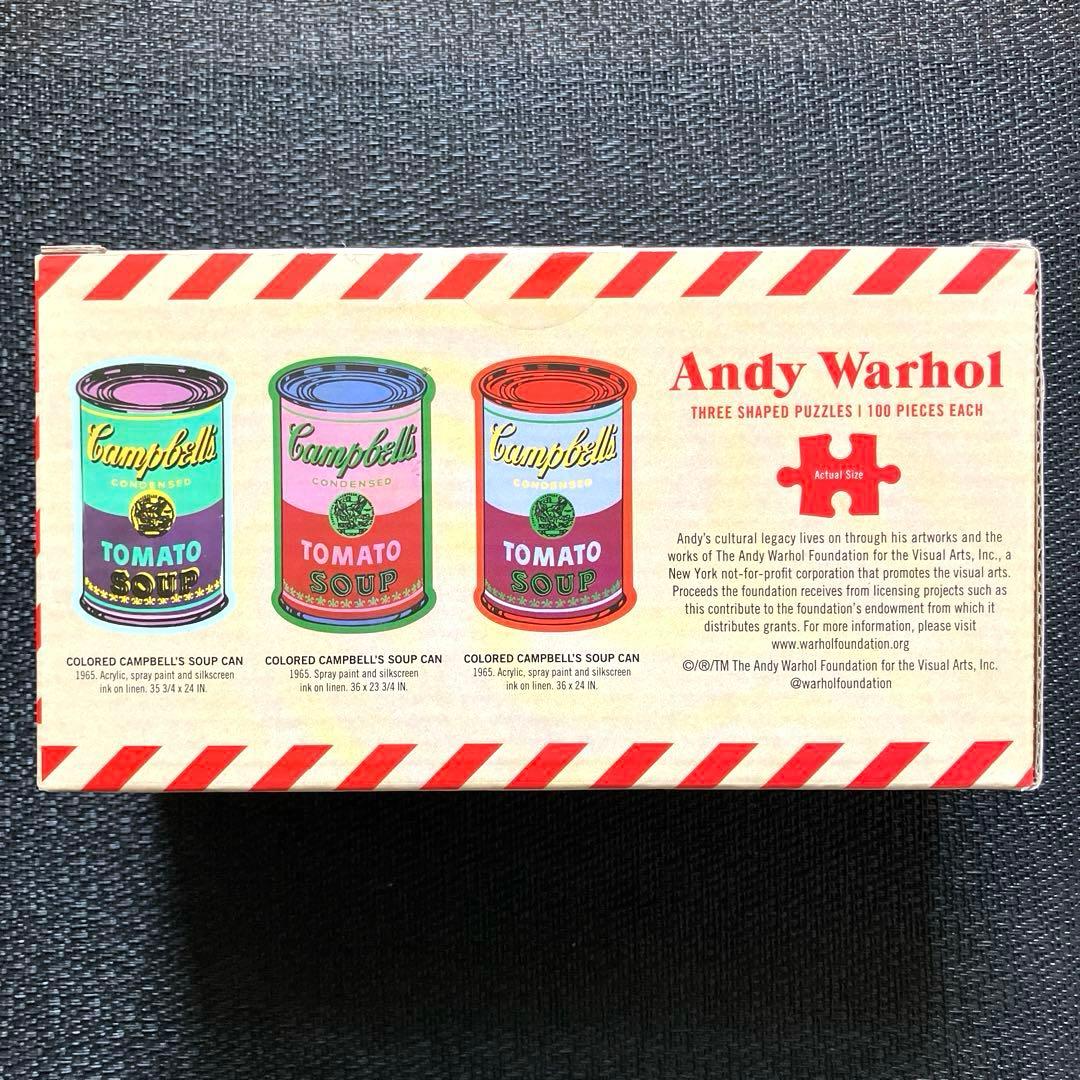 Campbell's
CONDENSED
TOMATO
SOUP
COLORED CAMPBELL'S SOUP CAN
1965. Acrylic, spray paint and silkscreen
ink on linen. 35 3/4 x 24 IN.
Campbell's
CONDENSED
TOMATO
SOUP
COLORED CAMPBELL'S SOUP CAN
1965. Spray paint and silkscreen
ink on linen. 36 x 23 3/4 IN.
Campbell's
CONDENSED
TOMATO
SOUP
COLORED CAMPBELL'S SOUP CAN
1965. Acrylic, spray paint and silkscreen
ink on linen. 36 x 24 IN.
Andy Warhol
THREE SHAPED PUZZLES | 100 PIECES EACH
Actual Size
Andy's cultural legacy lives on through his artworks and the
works of The Andy Warhol Foundation for the Visual Arts, Inc., a
New York not-for-profit corporation that promotes the visual arts.
Proceeds the foundation receives from licensing projects such as
this contribute to the foundation's endowment from which it
distributes grants. For more information, please visit
www.warholfoundation.org
©/®/TM The Andy Warhol Foundation for the Visual Arts, Inc.
@warholfoundation